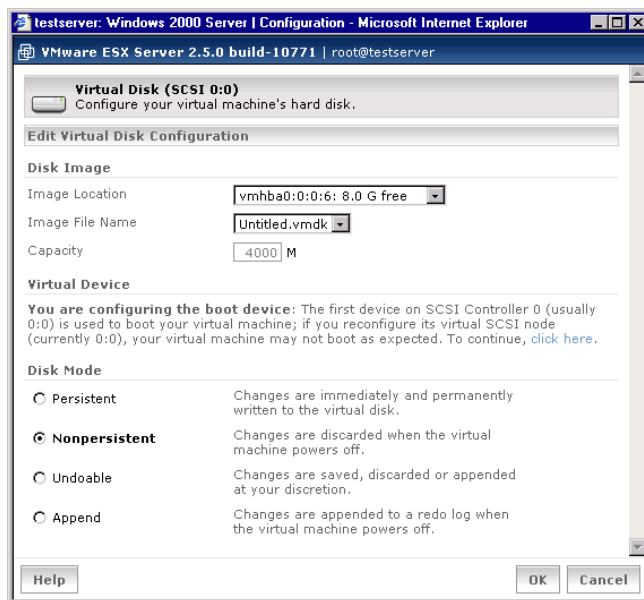 testserver: Windows 2000 Server | Configuration - Microsoft Internet Explorer
VMware ESX Server 2.5.0 build-10771 | root@testserver
Virtual Disk (SCSI 0:0)
Configure your virtual machine's hard disk.
Edit Virtual Disk Configuration
Disk Image
Image Location
vmhba0:0:0:6: 8.0 G free
Image File Name
Untitled.vmdk
Capacity
4000 M
Virtual Device
You are configuring the boot device: The first device on SCSI Controller 0 (usually
0:0) is used to boot your virtual machine; if you reconfigure its virtual SCSI node
(currently 0:0), your virtual machine may not boot as expected. To continue, click here.
Disk Mode
Persistent
Changes are immediately and permanently
written to the virtual disk.
Nonpersistent
Changes are discarded when the virtual
machine powers off.
Undoable
Changes are saved, discarded or appended
at your discretion.
Append
Changes are appended to a redo log when
the virtual machine powers off.
Help
OK
Cancel